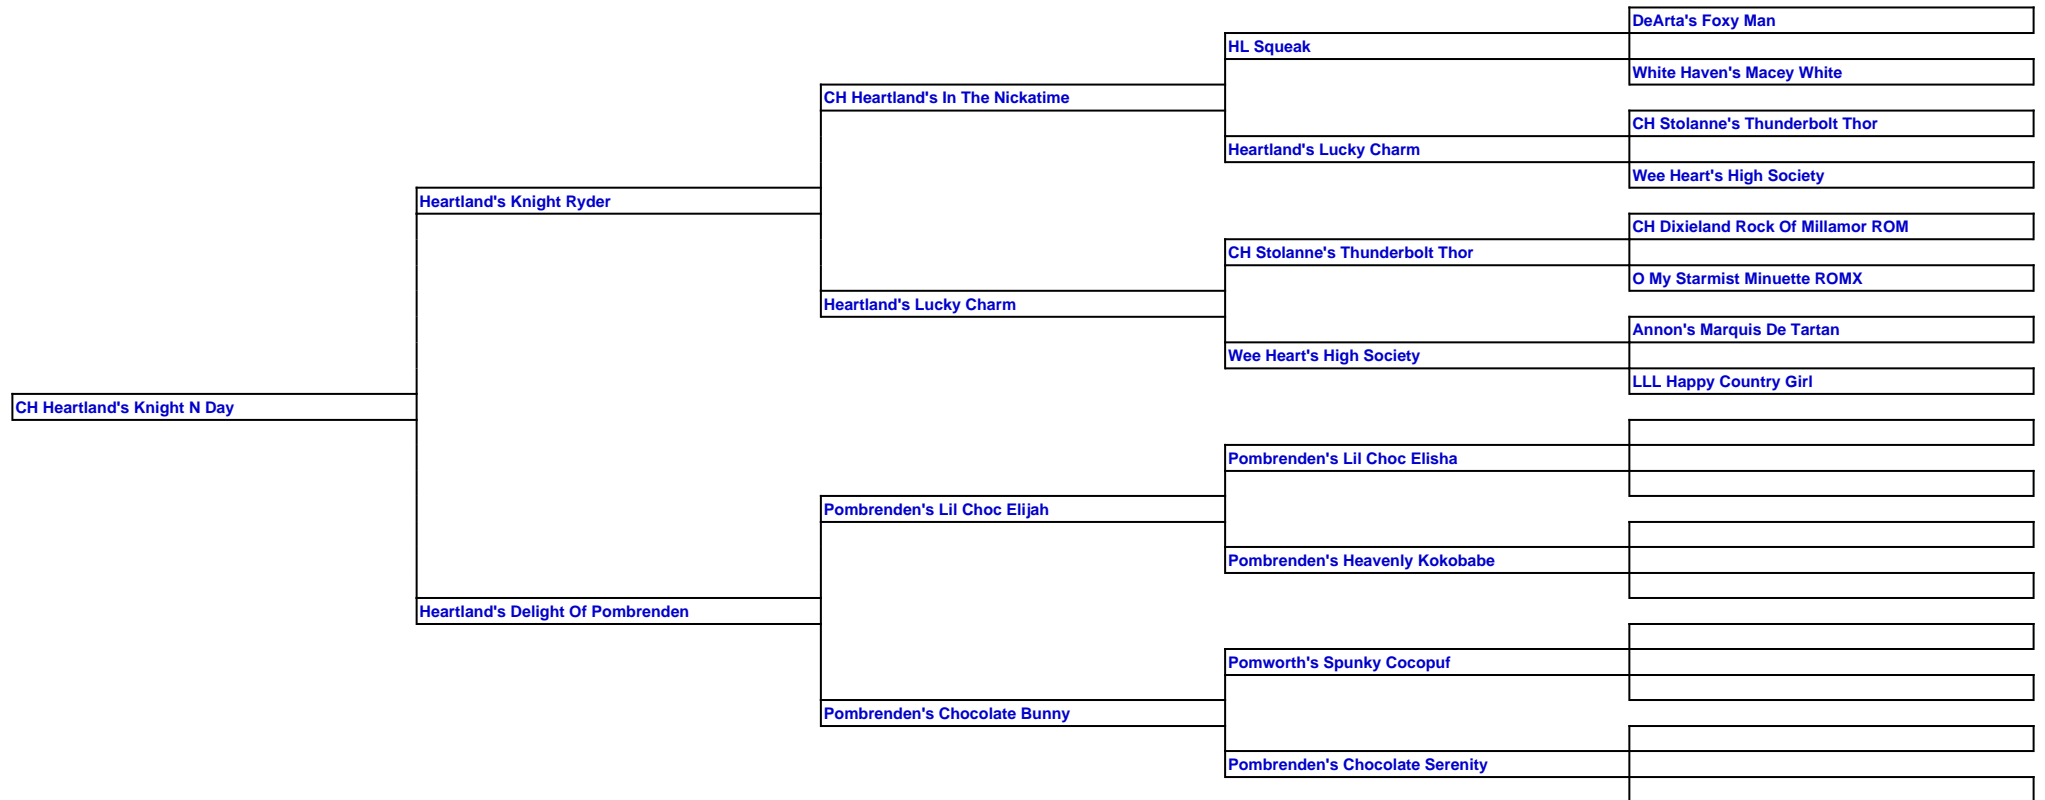 DeArta's Foxy Man
HL Squeak
White Haven's Macey White
CH Heartland's In The Nickatime
CH Stolanne's Thunderbolt Thor
Heartland's Lucky Charm
Wee Heart's High Society
Heartland's Knight Ryder
CH Dixieland Rock Of Millamor ROM
CH Stolanne's Thunderbolt Thor
O My Starmist Minuette ROMX
Heartland's Lucky Charm
Annon's Marquis De Tartan
Wee Heart's High Society
LLL Happy Country Girl
CH Heartland's Knight N Day
Pombrenden's Lil Choc Elisha
Pombrenden's Lil Choc Elijah
Pombrenden's Heavenly Kokobabe
Heartland's Delight Of Pombrenden
Pomworth's Spunky Cocopuf
Pombrenden's Chocolate Bunny
Pombrenden's Chocolate Serenity